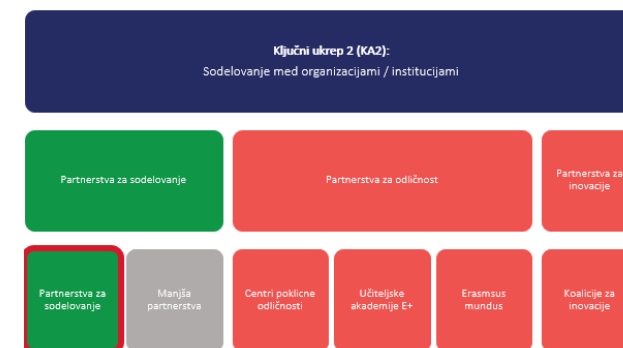 Ključni ukrep 2 (KA2):
Sodelovanje med organizacijami / institucijami
Partnerstva za sodelovanje
Partnerstva za odličnost
Partnerstva za
inovacije
Partnerstva za
sodelovanje
Manjša
partnerstva
Centri poklicne
odličnosti
Učiteljske
akademije E+
Erasmsus
mundus
Koalicije za
inovacije